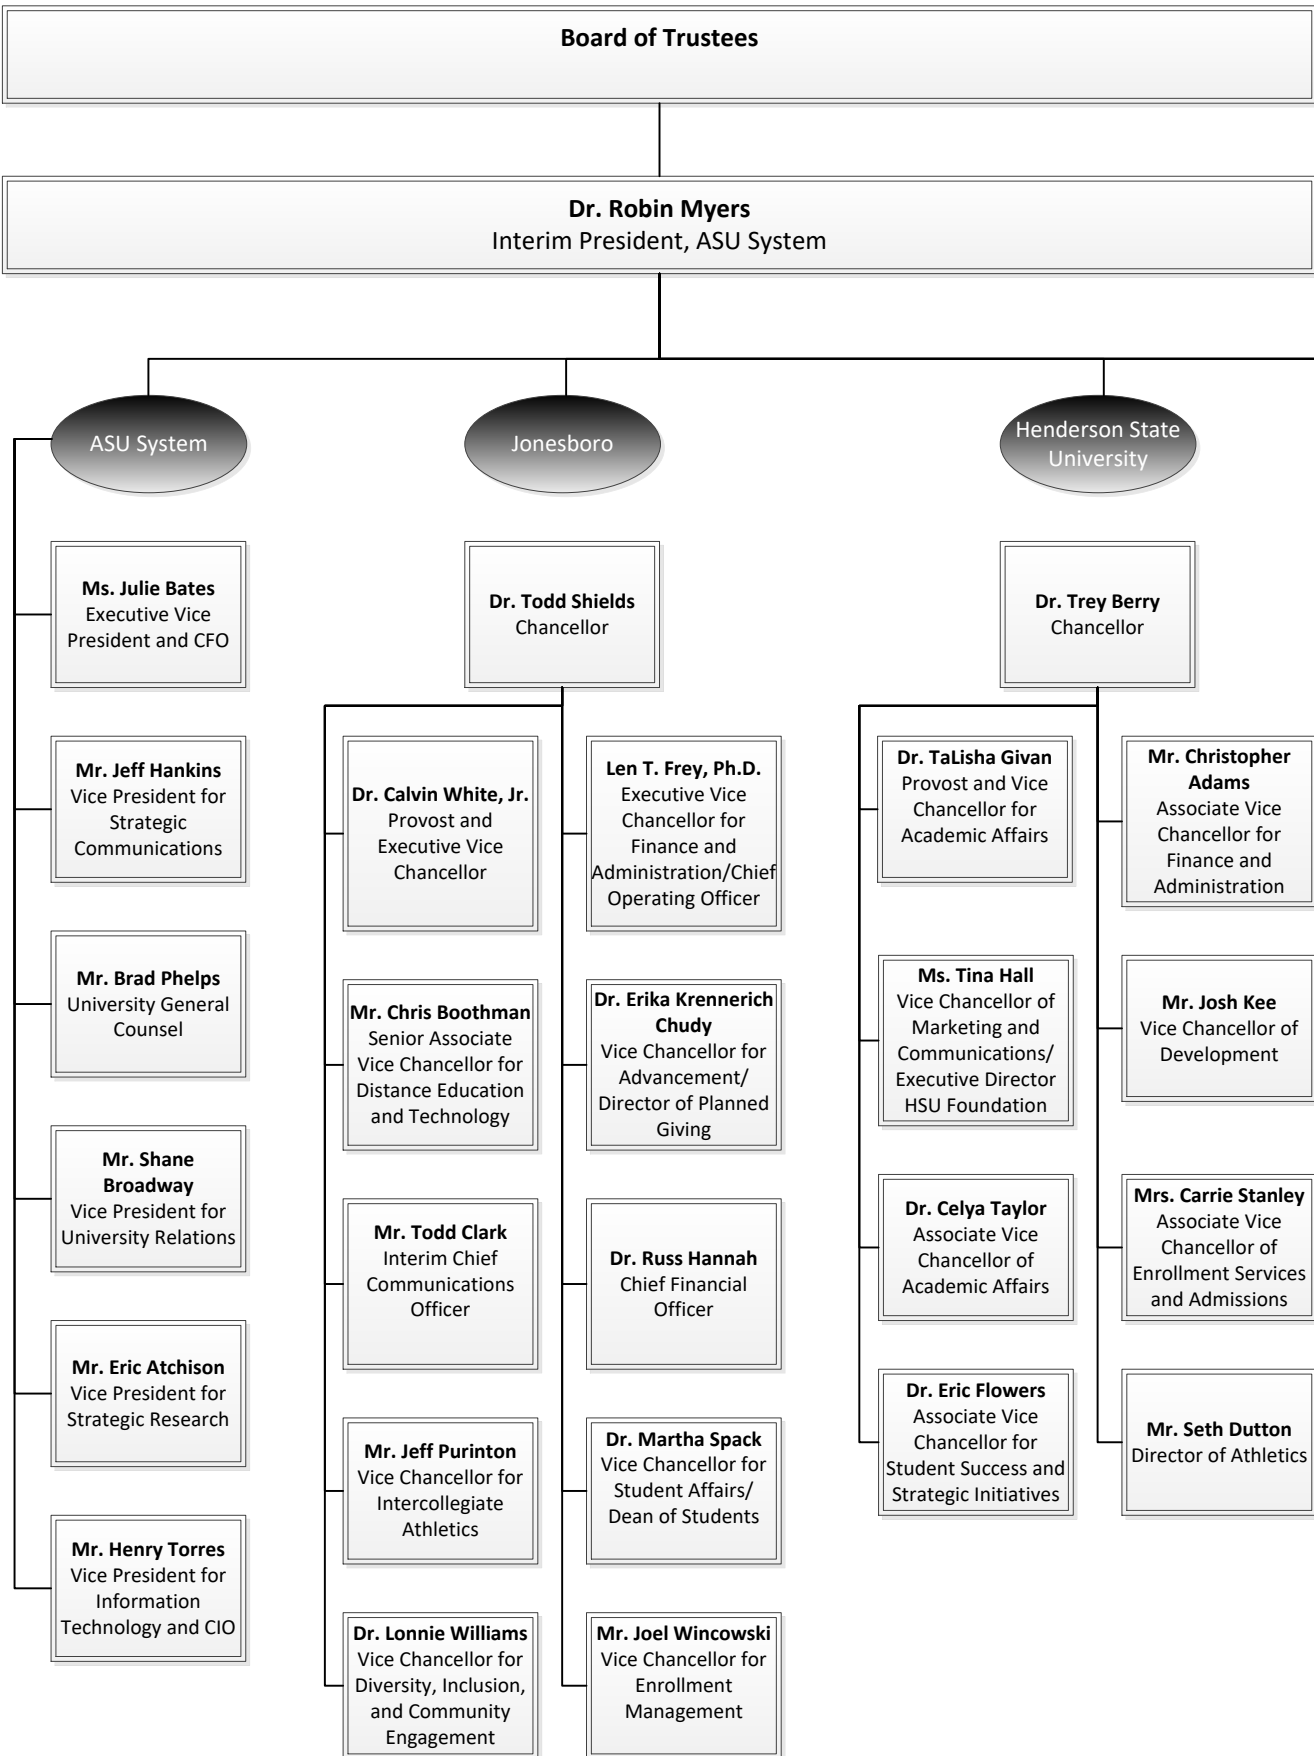 Board of Trustees
Dr. Robin Myers
Interim President, ASU System
ASU System
Jonesboro
Henderson State
University
Ms. Julie Bates
Executive Vice
President and CFO
Mr. Jeff Hankins
Vice President for
Strategic
Communications
Mr. Brad Phelps
University General
Counsel
Mr. Shane
Broadway
Vice President for
University Relations
Mr. Eric Atchison
Vice President for
Strategic Research
Mr. Henry Torres
Vice President for
Information
Technology and CIO
Dr. Todd Shields
Chancellor
Dr. Calvin White, Jr.
Provost and
Executive Vice
Chancellor
Len T. Frey, Ph.D.
Executive Vice
Chancellor for
Finance and
Administration/Chief
Operating Officer
Mr. Chris Boothman
Senior Associate
Vice Chancellor for
Distance Education
and Technology
Dr. Erika Krennerich
Chudy
Vice Chancellor for
Advancement/
Director of Planned
Giving
Mr. Todd Clark
Interim Chief
Communications
Officer
Dr. Russ Hannah
Chief Financial
Officer
Mr. Jeff Purinton
Vice Chancellor for
Intercollegiate
Athletics
Dr. Martha Spack
Vice Chancellor for
Student Affairs/
Dean of Students
Dr. Lonnie Williams
Vice Chancellor for
Diversity, Inclusion,
and Community
Engagement
Mr. Joel Wincowski
Vice Chancellor for
Enrollment
Management
Dr. Trey Berry
Chancellor
Dr. TaLisha Givan
Provost and Vice
Chancellor for
Academic Affairs
Mr. Christopher
Adams
Associate Vice
Chancellor for
Finance and
Administration
Ms. Tina Hall
Vice Chancellor of
Marketing and
Communications/
Executive Director
HSU Foundation
Mr. Josh Kee
Vice Chancellor of
Development
Dr. Celya Taylor
Associate Vice
Chancellor of
Academic Affairs
Mrs. Carrie Stanley
Associate Vice
Chancellor of
Enrollment Services
and Admissions
Dr. Eric Flowers
Associate Vice
Chancellor for
Student Success and
Strategic Initiatives
Mr. Seth Dutton
Director of Athletics